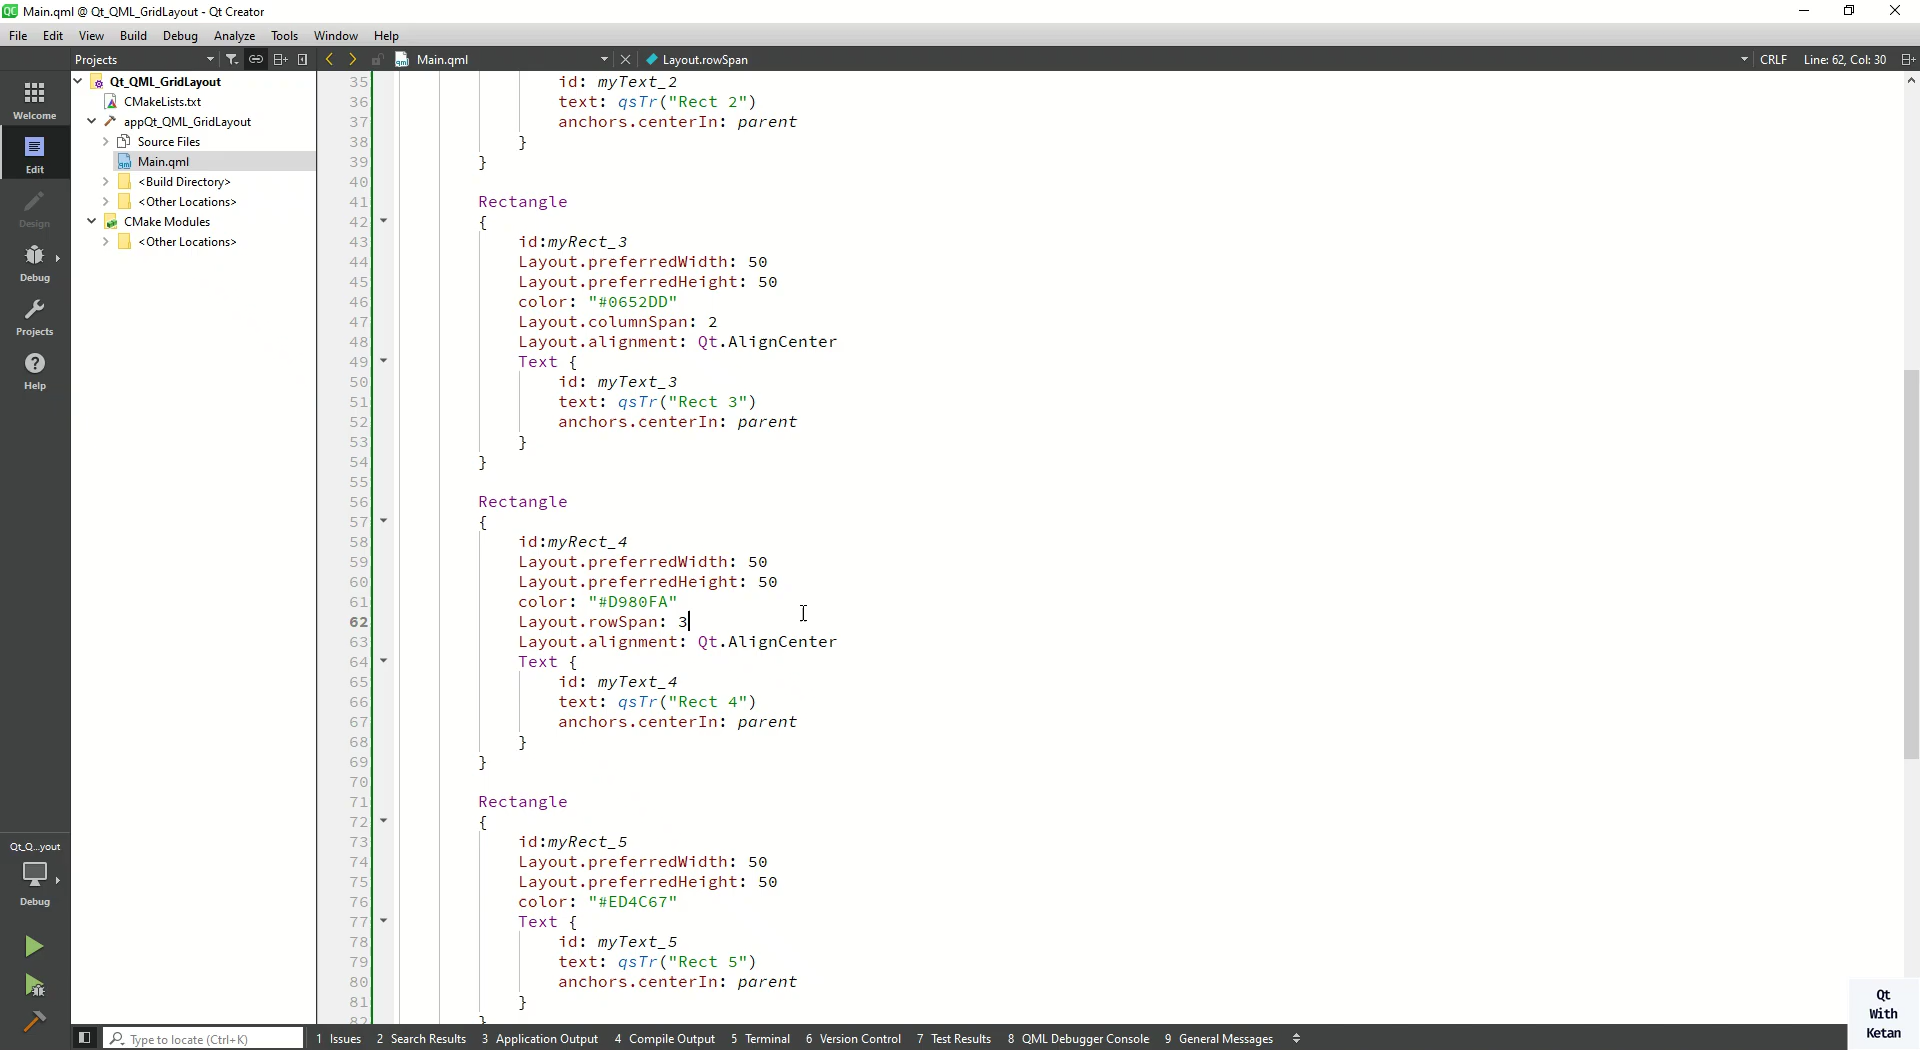 Main.qml @ Qt_QML_GridLayout - Qt Creator
File Edit View Build Debug Analyze Tools Window Help
Projects Main.qml Layout.rowSpan CRLF Line: 62, Col: 30
Welcome
Edit
Design
Debug
Projects
Help
Qt_Q...yout
Debug
Qt_QML_GridLayout
CMakeLists.txt
appQt_QML_GridLayout
Source Files
Main.qml
<Build Directory>
<Other Locations>
CMake Modules
<Other Locations>
35 id: myText_2
36 text: qsTr("Rect 2")
37 anchors.centerIn: parent
38 }
39 }
40
41 Rectangle
42 {
43 id:myRect_3
44 Layout.preferredWidth: 50
45 Layout.preferredHeight: 50
46 color: "#0652DD"
47 Layout.columnSpan: 2
48 Layout.alignment: Qt.AlignCenter
49 Text {
50 id: myText_3
51 text: qsTr("Rect 3")
52 anchors.centerIn: parent
53 }
54 }
55
56 Rectangle
57 {
58 id:myRect_4
59 Layout.preferredWidth: 50
60 Layout.preferredHeight: 50
61 color: "#D980FA"
62 Layout.rowSpan: 3
63 Layout.alignment: Qt.AlignCenter
64 Text {
65 id: myText_4
66 text: qsTr("Rect 4")
67 anchors.centerIn: parent
68 }
69 }
70
71 Rectangle
72 {
73 id:myRect_5
74 Layout.preferredWidth: 50
75 Layout.preferredHeight: 50
76 color: "#ED4C67"
77 Text {
78 id: myText_5
79 text: qsTr("Rect 5")
80 anchors.centerIn: parent
81 }
82 }
Type to locate (Ctrl+K) 1 Issues 2 Search Results 3 Application Output 4 Compile Output 5 Terminal 6 Version Control 7 Test Results 8 QML Debugger Console 9 General Messages
Qt
With
Ketan